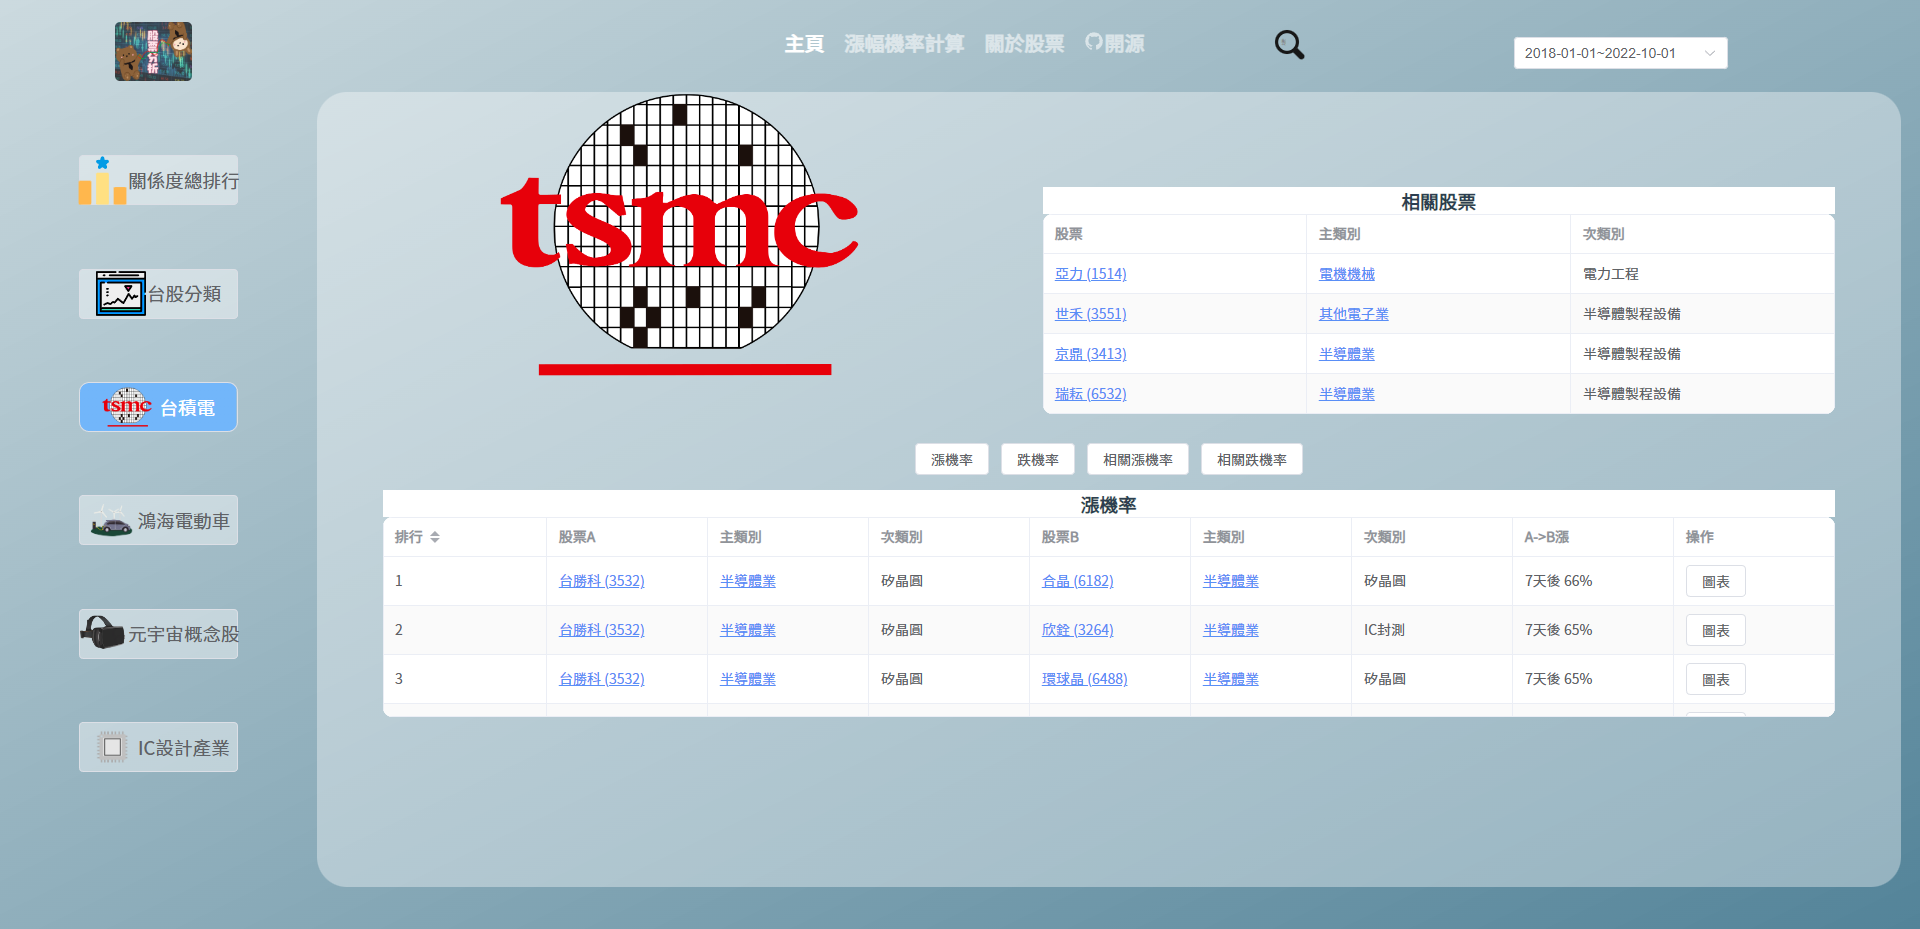 股票
分析
主頁 漲幅機率計算 關於股票 開源
2018-01-01~2022-10-01
關係度總排行
台股分類
tsmc 台積電
鴻海電動車
元宇宙概念股
IC設計產業
tsmc
相關股票
股票 主類別 次類別
亞力 (1514) 電機機械 電力工程
世禾 (3551) 其他電子業 半導體製程設備
京鼎 (3413) 半導體業 半導體製程設備
瑞耘 (6532) 半導體業 半導體製程設備
漲機率 跌機率 相關漲機率 相關跌機率
漲機率
排行 股票A 主類別 次類別 股票B 主類別 次類別 A->B漲 操作
1 台勝科 (3532) 半導體業 矽晶圓 合晶 (6182) 半導體業 矽晶圓 7天後 66% 圖表
2 台勝科 (3532) 半導體業 矽晶圓 欣銓 (3264) 半導體業 IC封測 7天後 65% 圖表
3 台勝科 (3532) 半導體業 矽晶圓 環球晶 (6488) 半導體業 矽晶圓 7天後 65% 圖表